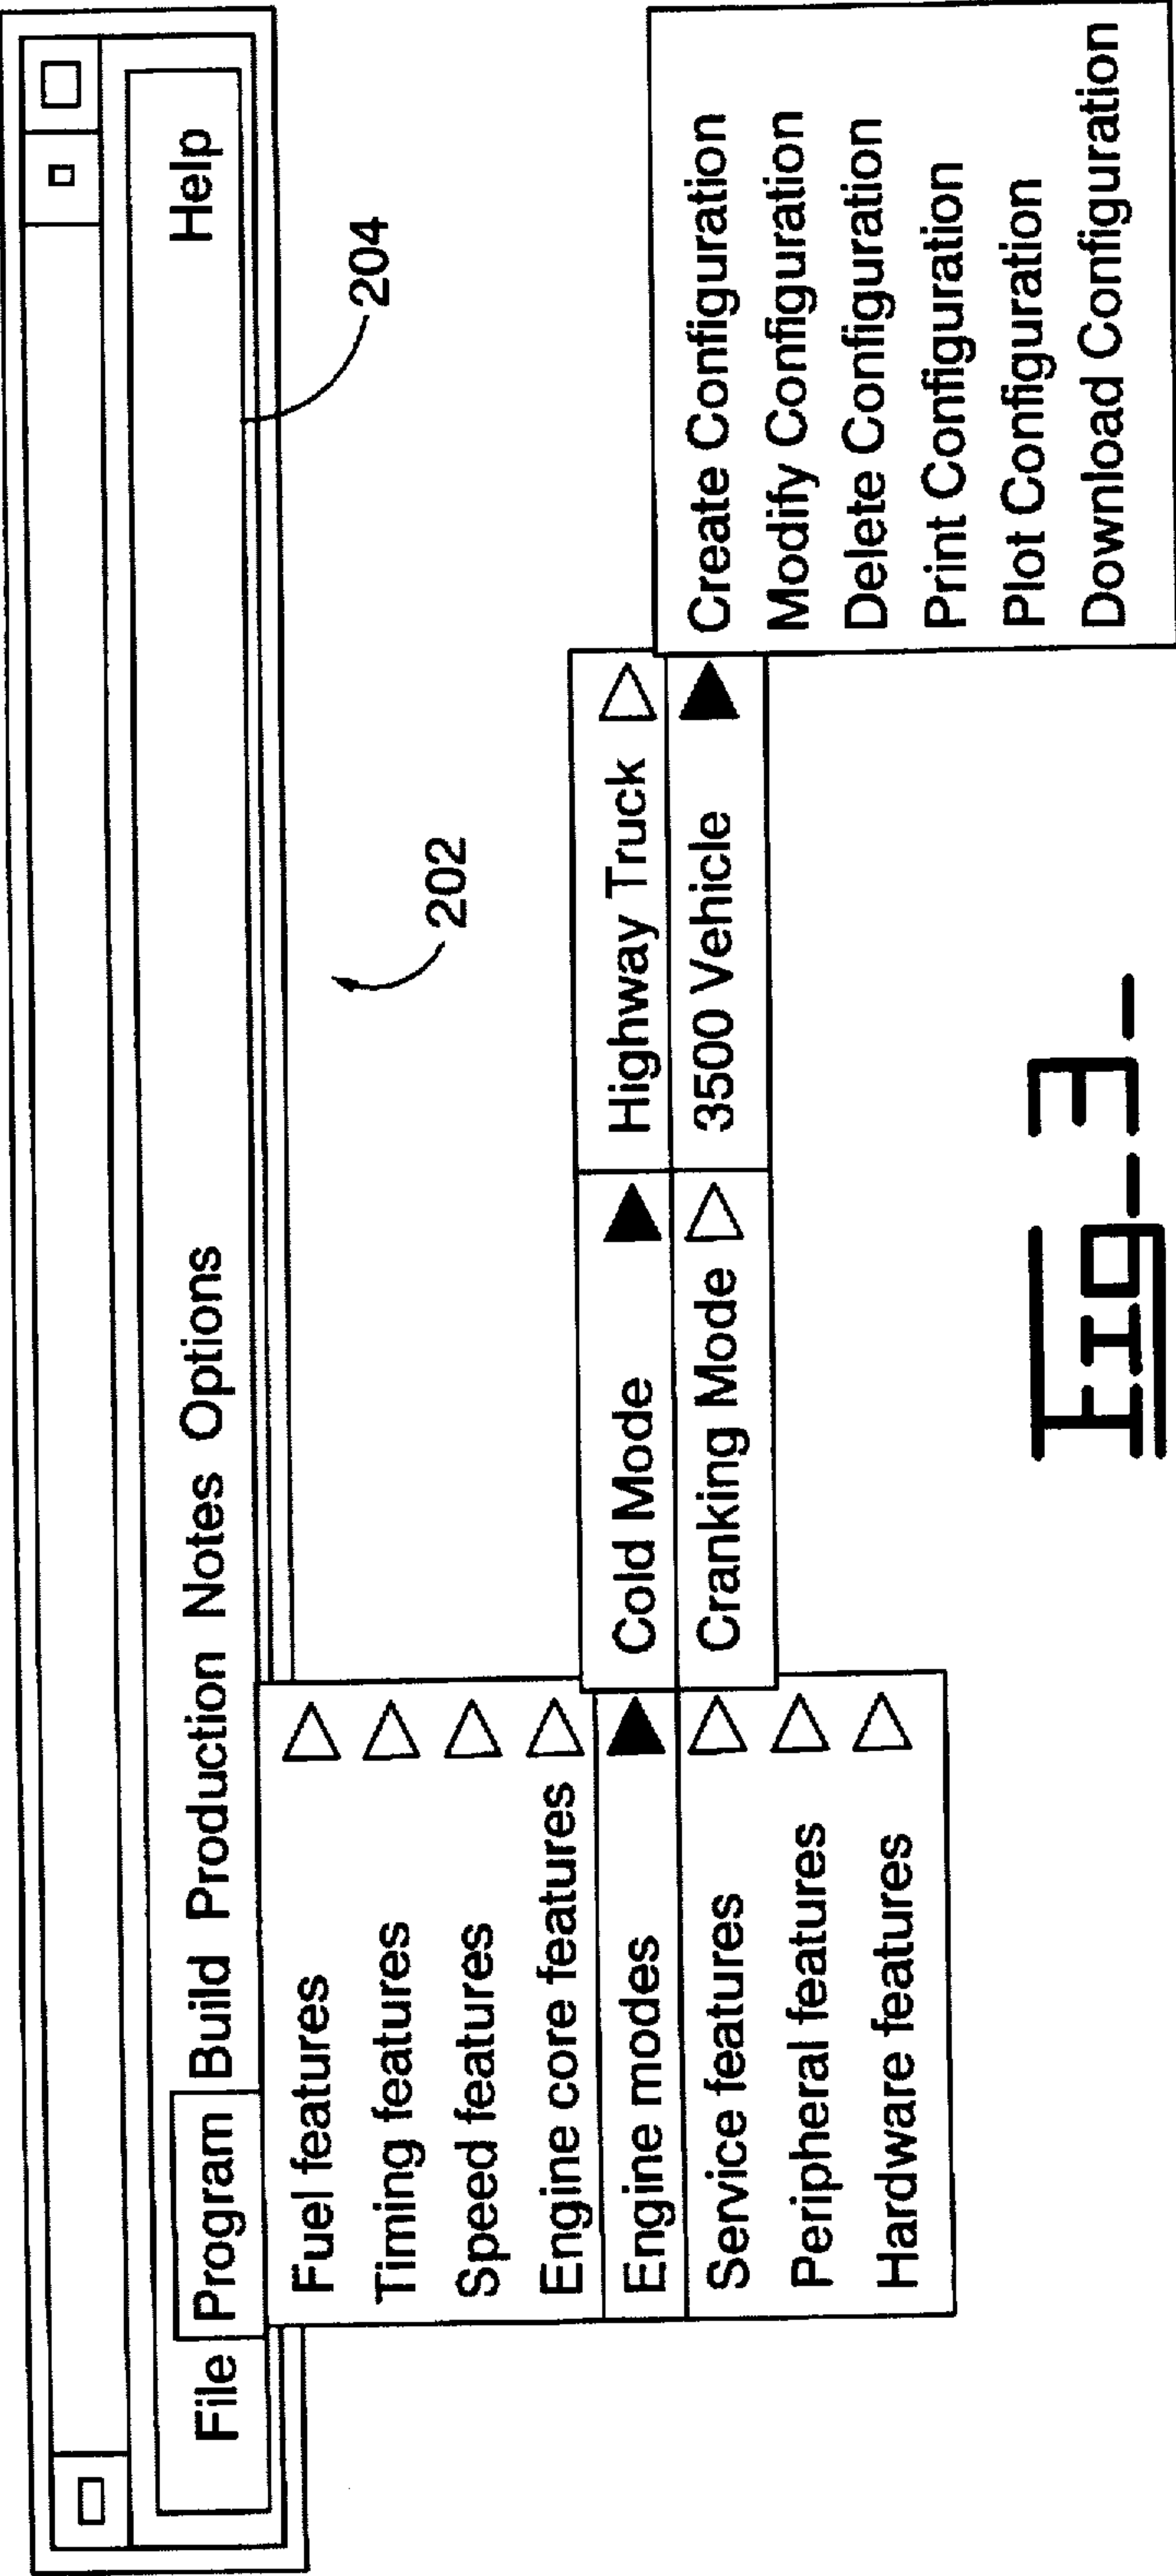 File Program Build Production Notes Options Help
204
202
Fuel features
Timing features
Speed features
Engine core features
Engine modes
Service features
Peripheral features
Hardware features
Cold Mode
Cranking Mode
Highway Truck
3500 Vehicle
Create Configuration
Modify Configuration
Delete Configuration
Print Configuration
Plot Configuration
Download Configuration
Fig_3_